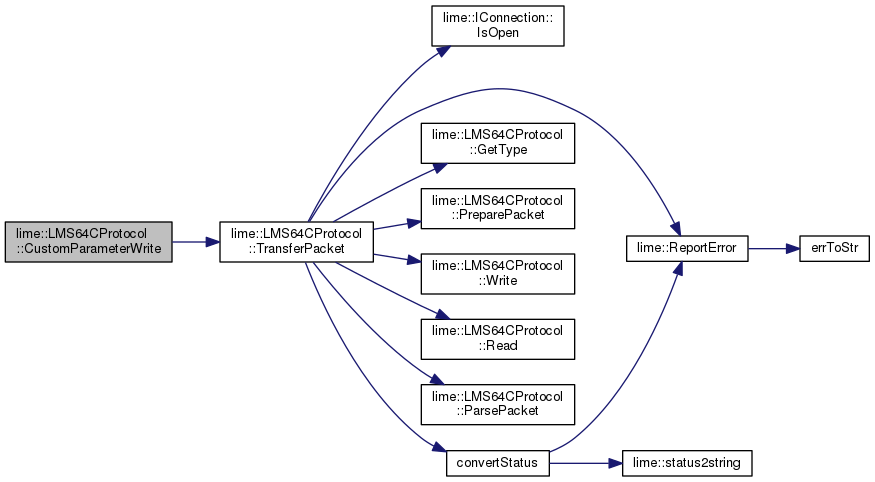 lime::IConnection::
IsOpen
lime::LMS64CProtocol
::GetType
lime::LMS64CProtocol
::PreparePacket
lime::LMS64CProtocol
::CustomParameterWrite
lime::LMS64CProtocol
::TransferPacket
lime::ReportError
errToStr
lime::LMS64CProtocol
::Write
lime::LMS64CProtocol
::Read
lime::LMS64CProtocol
::ParsePacket
convertStatus
lime::status2string